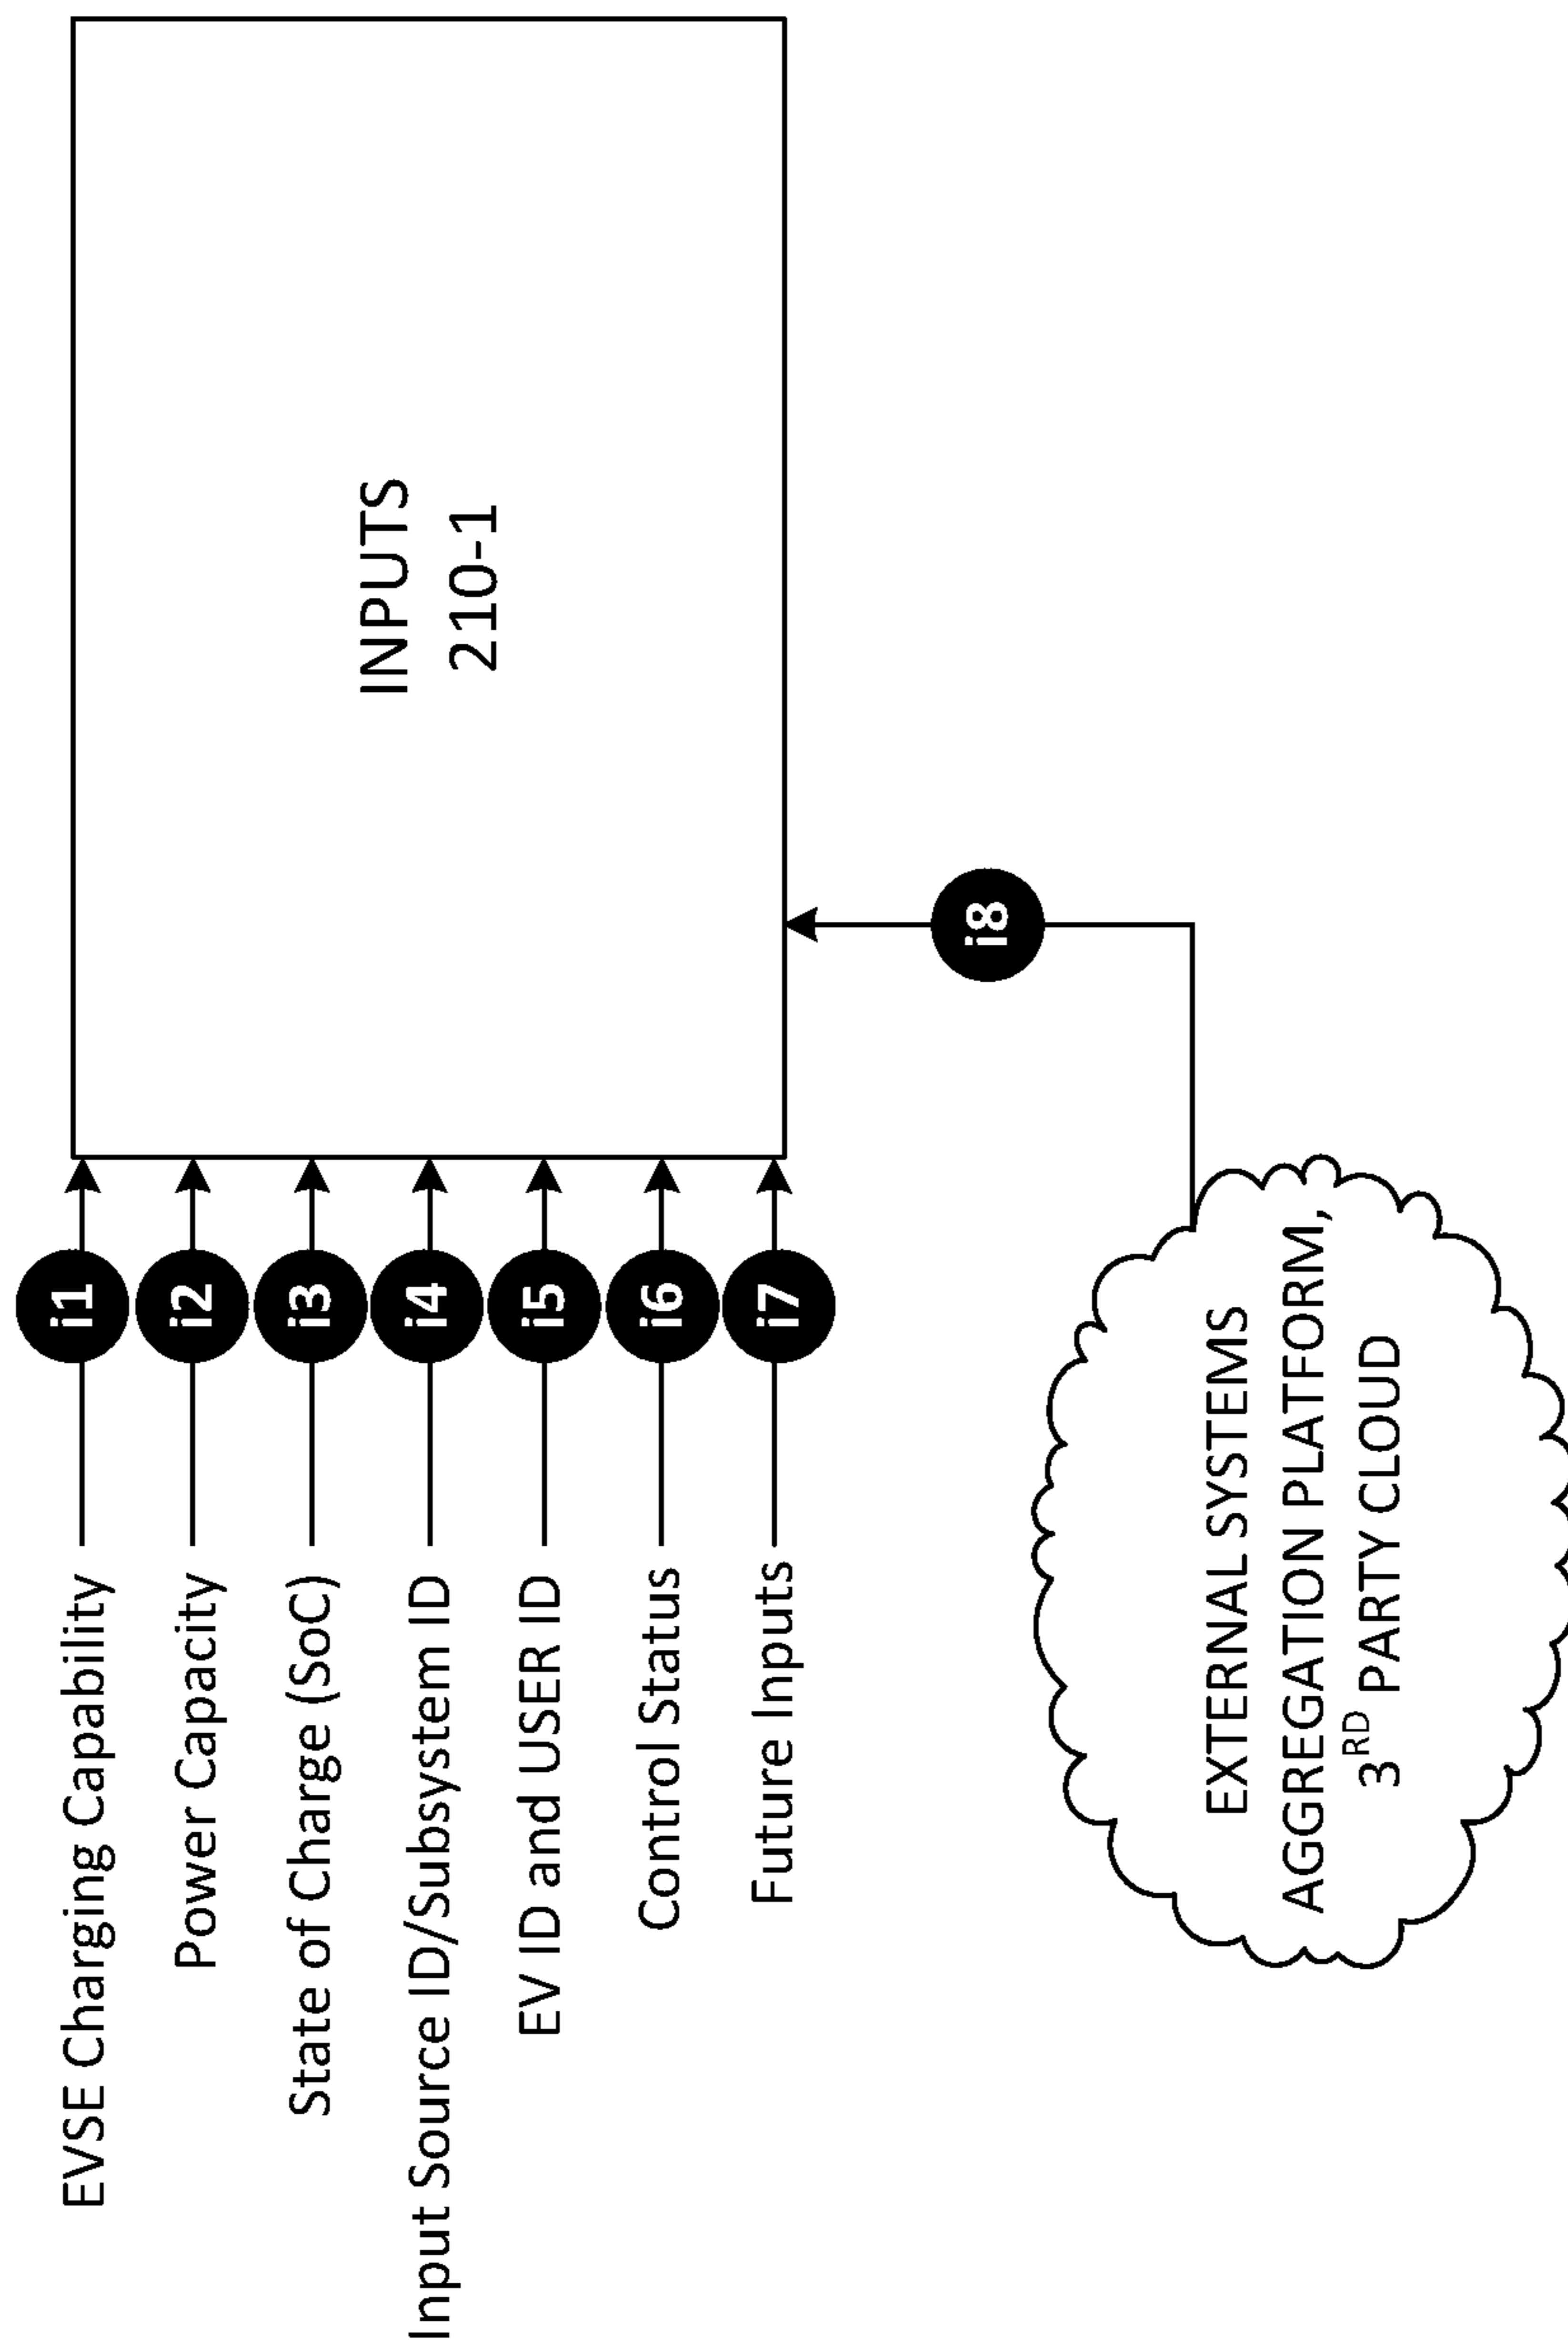 EVSE Charging Capability
i1
Power Capacity
i2
State of Charge (SoC)
i3
Input Source ID/Subsystem ID
i4
EV ID and USER ID
i5
Control Status
i6
Future Inputs
i7
INPUTS
210-1
i8
EXTERNAL SYSTEMS
AGGREGATION PLATFORM,
3RD PARTY CLOUD